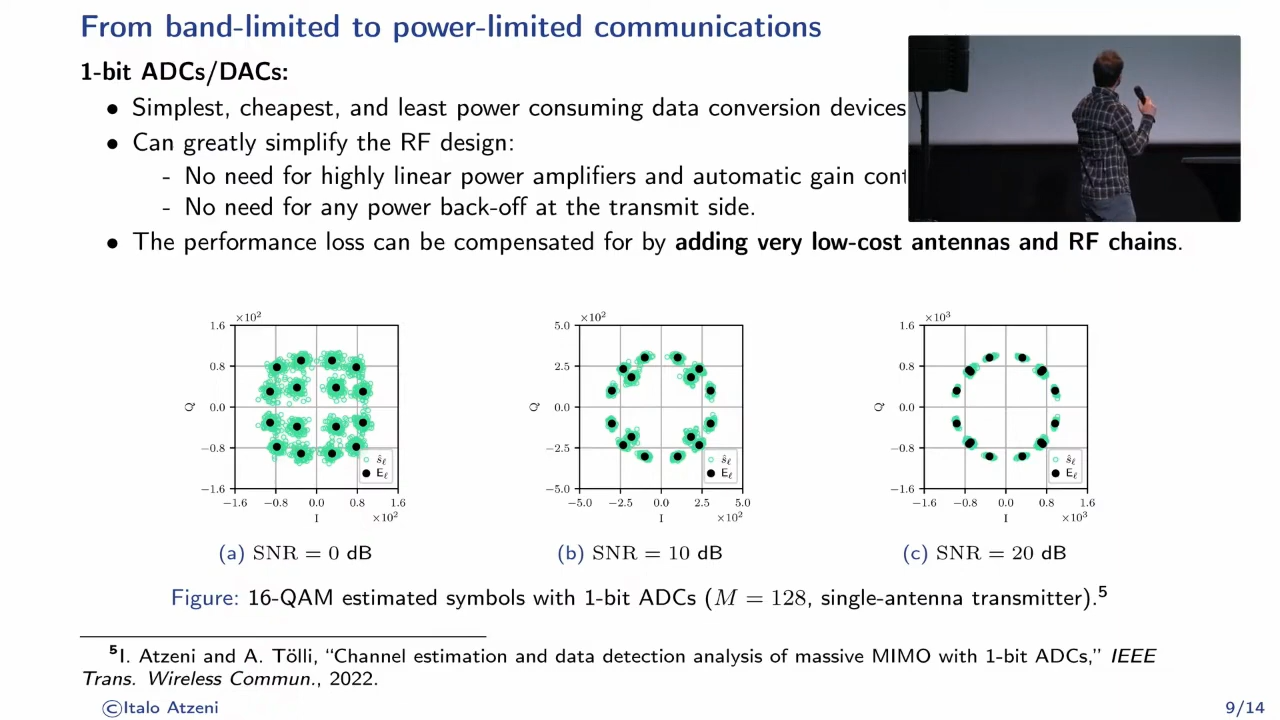 From band-limited to power-limited communications
1-bit ADCs/DACs:
• Simplest, cheapest, and least power consuming data conversion devices
• Can greatly simplify the RF design:
- No need for highly linear power amplifiers and automatic gain cont
- No need for any power back-off at the transmit side.
• The performance loss can be compensated for by adding very low-cost antennas and RF chains.
×10²
1.6
0.8
0.0
−0.8
−1.6
Q
−1.6 −0.8 0.0 0.8 1.6
I
×10²
ŝℓ
Eℓ
(a) SNR = 0 dB
×10²
5.0
2.5
0.0
−2.5
−5.0
Q
−5.0 −2.5 0.0 2.5 5.0
I
×10²
ŝℓ
Eℓ
(b) SNR = 10 dB
×10³
1.6
0.8
0.0
−0.8
−1.6
Q
−1.6 −0.8 0.0 0.8 1.6
I
×10³
ŝℓ
Eℓ
(c) SNR = 20 dB
Figure: 16-QAM estimated symbols with 1-bit ADCs (M = 128, single-antenna transmitter).⁵
⁵I. Atzeni and A. Tölli, “Channel estimation and data detection analysis of massive MIMO with 1-bit ADCs,” IEEE
Trans. Wireless Commun., 2022.
©Italo Atzeni
9/14